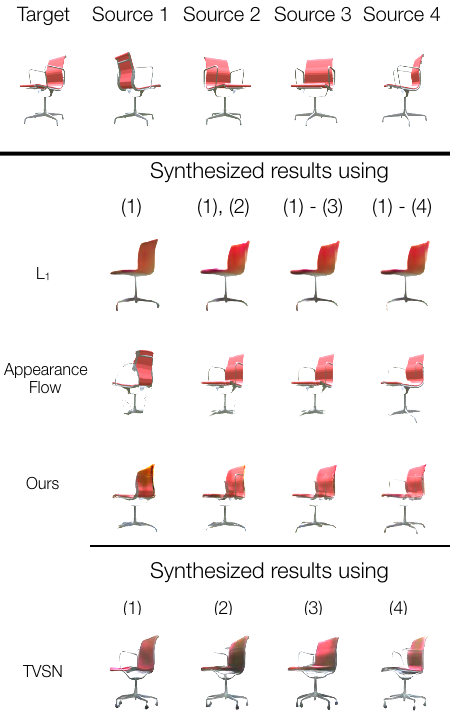 Target Source 1 Source 2 Source 3 Source 4
Synthesized results using
(1) (1), (2) (1) - (3) (1) - (4)
L₁
Appearance
Flow
Ours
Synthesized results using
(1) (2) (3) (4)
TVSN